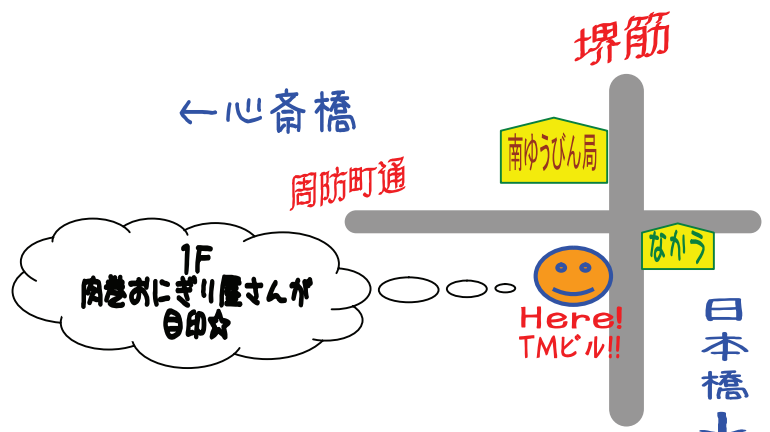 堺筋
←心斎橋
南ゆうびん局
周防町通
なかう
1F
肉巻おにぎり屋さんが
目印☆
Here!
TMビル!!
日本橋